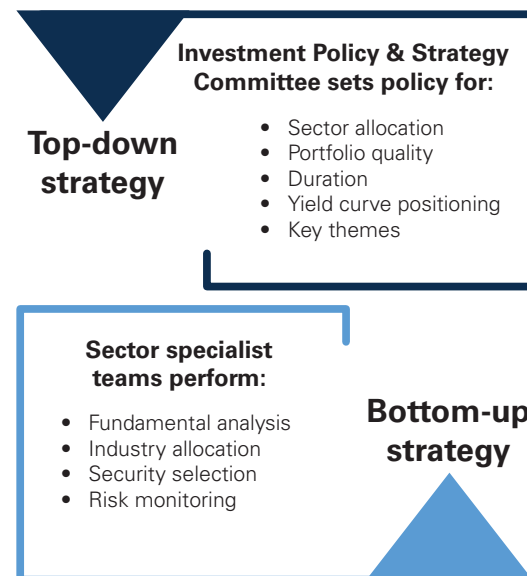 Investment Policy & Strategy
Committee sets policy for:
Top-down
strategy
• Sector allocation
• Portfolio quality
• Duration
• Yield curve positioning
• Key themes
Sector specialist
teams perform:
• Fundamental analysis
• Industry allocation
• Security selection
• Risk monitoring
Bottom-up
strategy